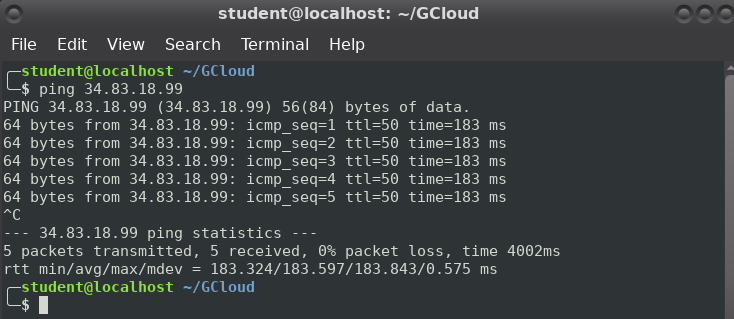 student@localhost: ~/GCloud
File Edit View Search Terminal Help
╭─student@localhost ~/GCloud
╰─$ ping 34.83.18.99
PING 34.83.18.99 (34.83.18.99) 56(84) bytes of data.
64 bytes from 34.83.18.99: icmp_seq=1 ttl=50 time=183 ms
64 bytes from 34.83.18.99: icmp_seq=2 ttl=50 time=183 ms
64 bytes from 34.83.18.99: icmp_seq=3 ttl=50 time=183 ms
64 bytes from 34.83.18.99: icmp_seq=4 ttl=50 time=183 ms
64 bytes from 34.83.18.99: icmp_seq=5 ttl=50 time=183 ms
^C
--- 34.83.18.99 ping statistics ---
5 packets transmitted, 5 received, 0% packet loss, time 4002ms
rtt min/avg/max/mdev = 183.324/183.597/183.843/0.575 ms
╭─student@localhost ~/GCloud
╰─$